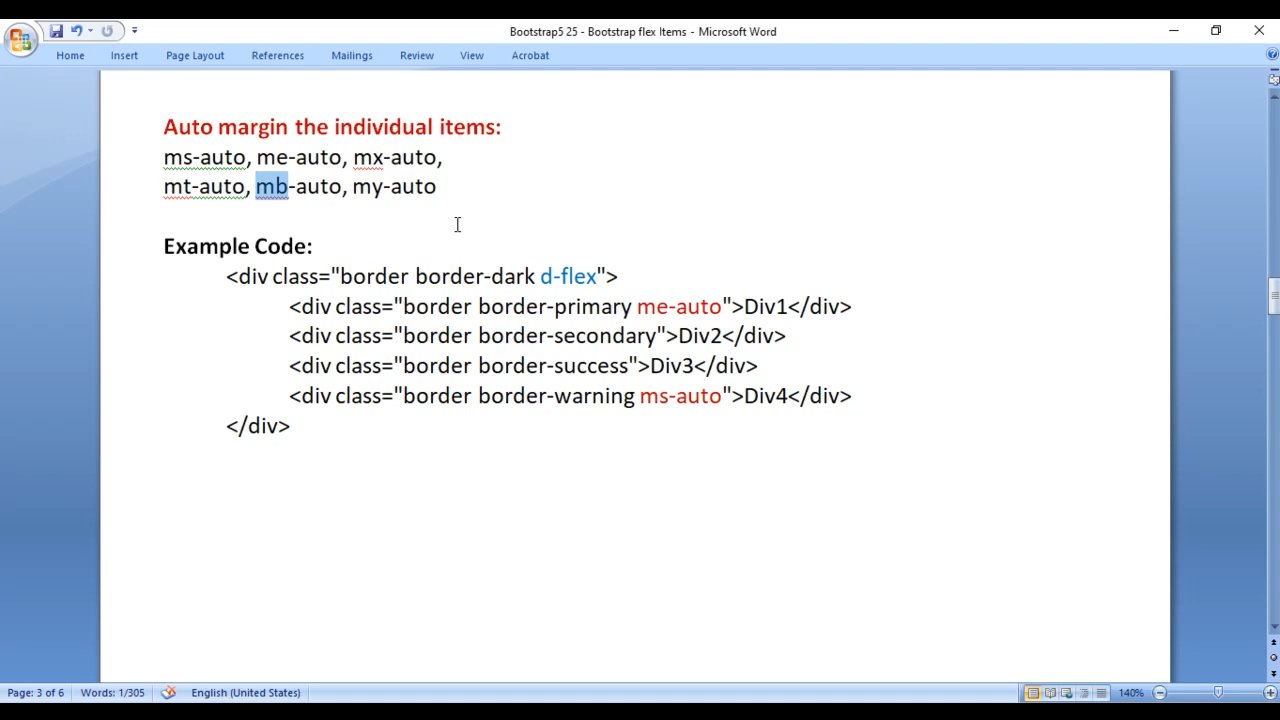 Bootstrap5 25 - Bootstrap flex Items - Microsoft Word
Home Insert Page Layout References Mailings Review View Acrobat
Auto margin the individual items:
ms-auto, me-auto, mx-auto,
mt-auto, mb-auto, my-auto
Example Code:
<div class="border border-dark d-flex">
<div class="border border-primary me-auto">Div1</div>
<div class="border border-secondary">Div2</div>
<div class="border border-success">Div3</div>
<div class="border border-warning ms-auto">Div4</div>
</div>
Page: 3 of 6 Words: 1/305 English (United States) 140%